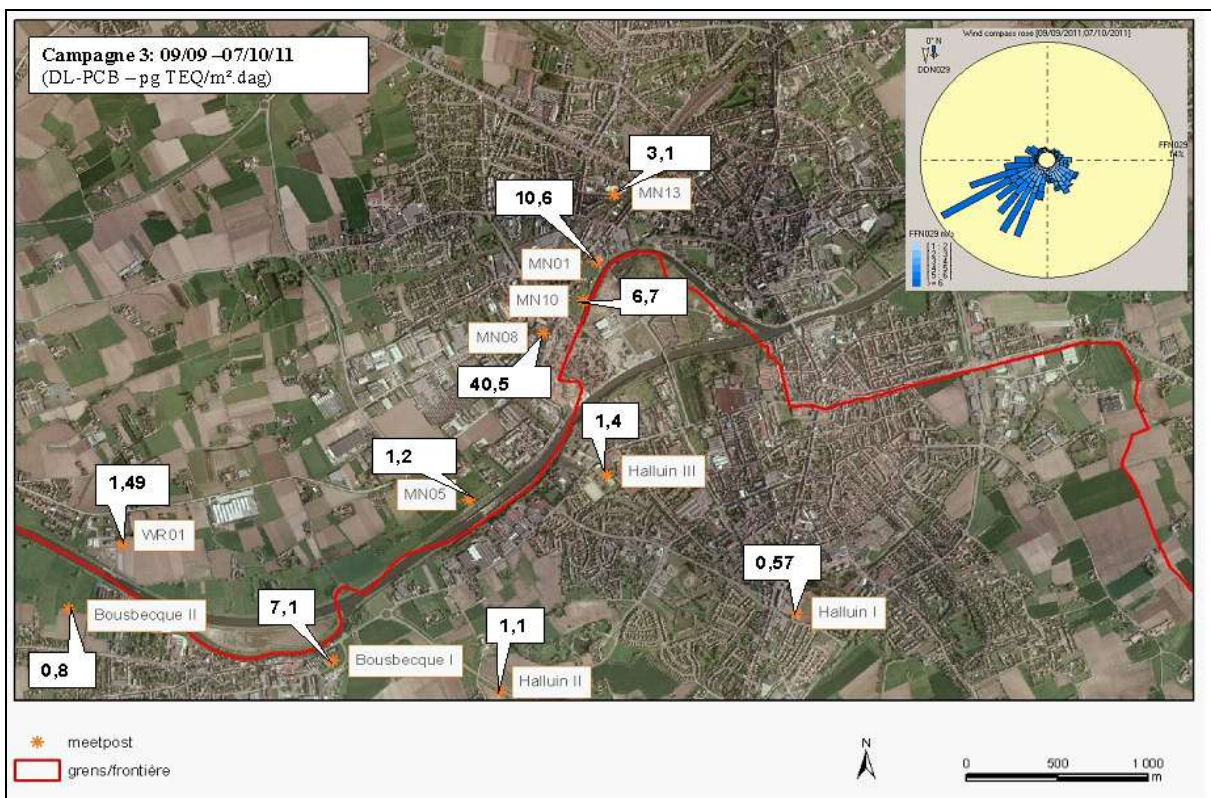 Campagne 3: 09/09 –07/10/11
(DL-PCB – pg TEQ/m².dag)
Wind compass rose [09/09/2011,07/10/2011]
0° N
DDN029
FFN029
14%
FFN029 m/s
3,1
MN13
10,6
MN01
MN10
6,7
MN08
40,5
1,4
Halluin III
1,2
MN05
1,49
WR01
0,57
Halluin I
Bousbecque II
0,8
7,1
Bousbecque I
1,1
Halluin II
meetpost
grens/frontière
N
0 500 1 000
m